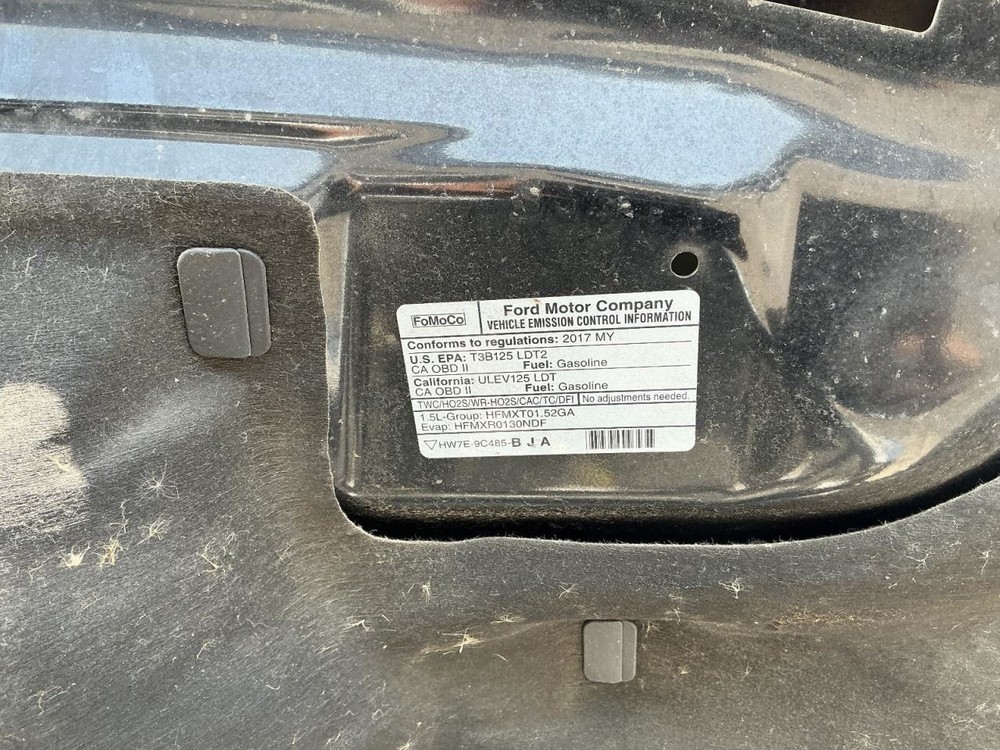 FoMoCo
Ford Motor Company
VEHICLE EMISSION CONTROL INFORMATION
Conforms to regulations: 2017 MY
U.S. EPA: T3B125 LDT2
CA OBD II Fuel: Gasoline
California: ULEV125 LDT
CA OBD II Fuel: Gasoline
TWC/HO2S/WR-HO2S/CAC/TC/DFI No adjustments needed.
1.5L-Group: HFMXT01.52GA
Evap: HFMXR0130NDF
HW7E-9C485-B J A